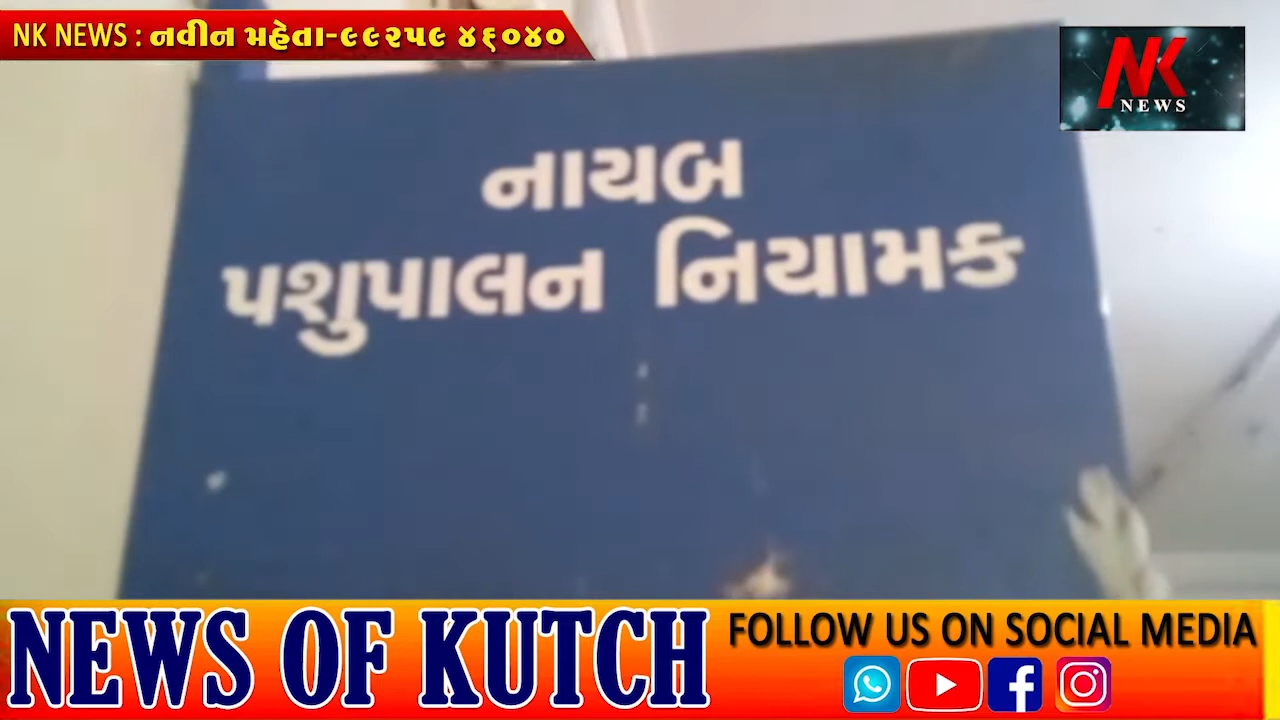 NK NEWS : નવીન મહેતા-૯૯૨૫૯ ૪૬૦૪૦
NK
NEWS
નાયબ
પશુપાલન નિયામક
NEWS OF KUTCH
FOLLOW US ON SOCIAL MEDIA